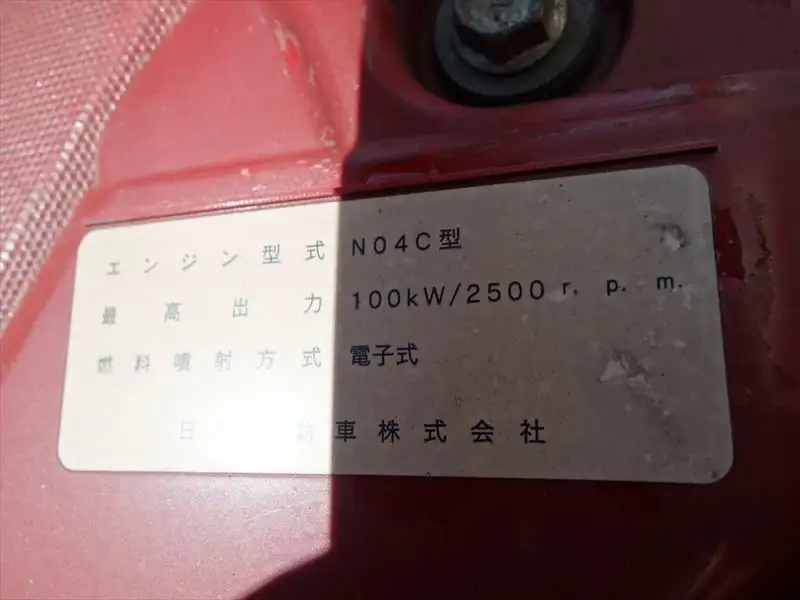 エンジン型式 N04C型
最高出力 100kW/2500 r. p. m.
燃料噴射方式 電子式
日 動車株式会社